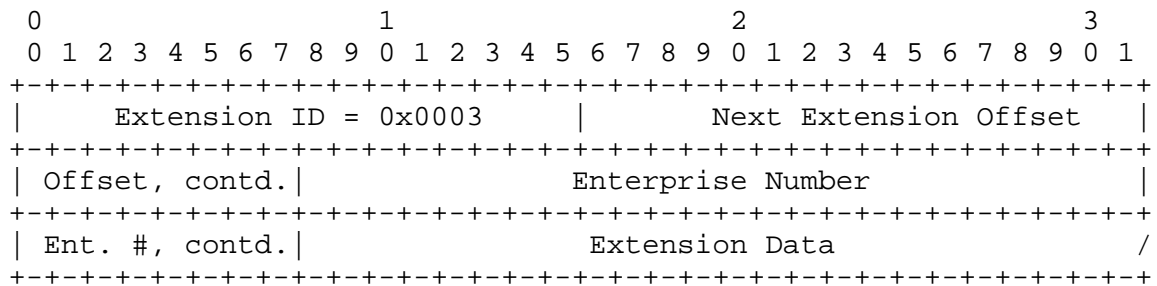 0                   1                   2                   3
 0 1 2 3 4 5 6 7 8 9 0 1 2 3 4 5 6 7 8 9 0 1 2 3 4 5 6 7 8 9 0 1
+-+-+-+-+-+-+-+-+-+-+-+-+-+-+-+-+-+-+-+-+-+-+-+-+-+-+-+-+-+-+-+-+
|      Extension ID = 0x0003     |       Next Extension Offset   |
+-+-+-+-+-+-+-+-+-+-+-+-+-+-+-+-+-+-+-+-+-+-+-+-+-+-+-+-+-+-+-+-+
| Offset, contd.|               Enterprise Number               |
+-+-+-+-+-+-+-+-+-+-+-+-+-+-+-+-+-+-+-+-+-+-+-+-+-+-+-+-+-+-+-+-+
| Ent. #, contd.|                Extension Data                 /
+-+-+-+-+-+-+-+-+-+-+-+-+-+-+-+-+-+-+-+-+-+-+-+-+-+-+-+-+-+-+-+-+